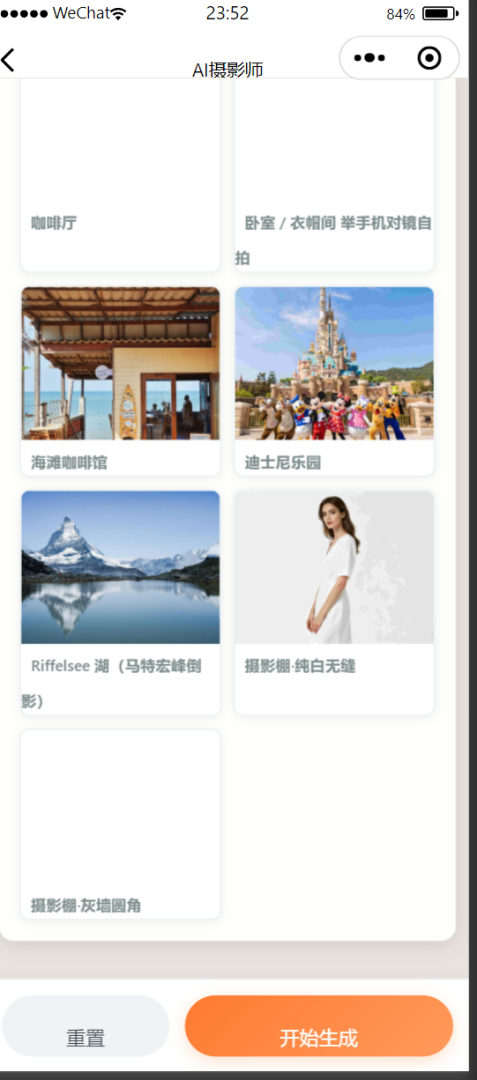 WeChat 23:52 84%
AI摄影师
咖啡厅
卧室 / 衣帽间 举手机对镜自
拍
海滩咖啡馆
迪士尼乐园
Riffelsee 湖（马特宏峰倒
影）
摄影棚·纯白无缝
摄影棚·灰墙圆角
重置
开始生成